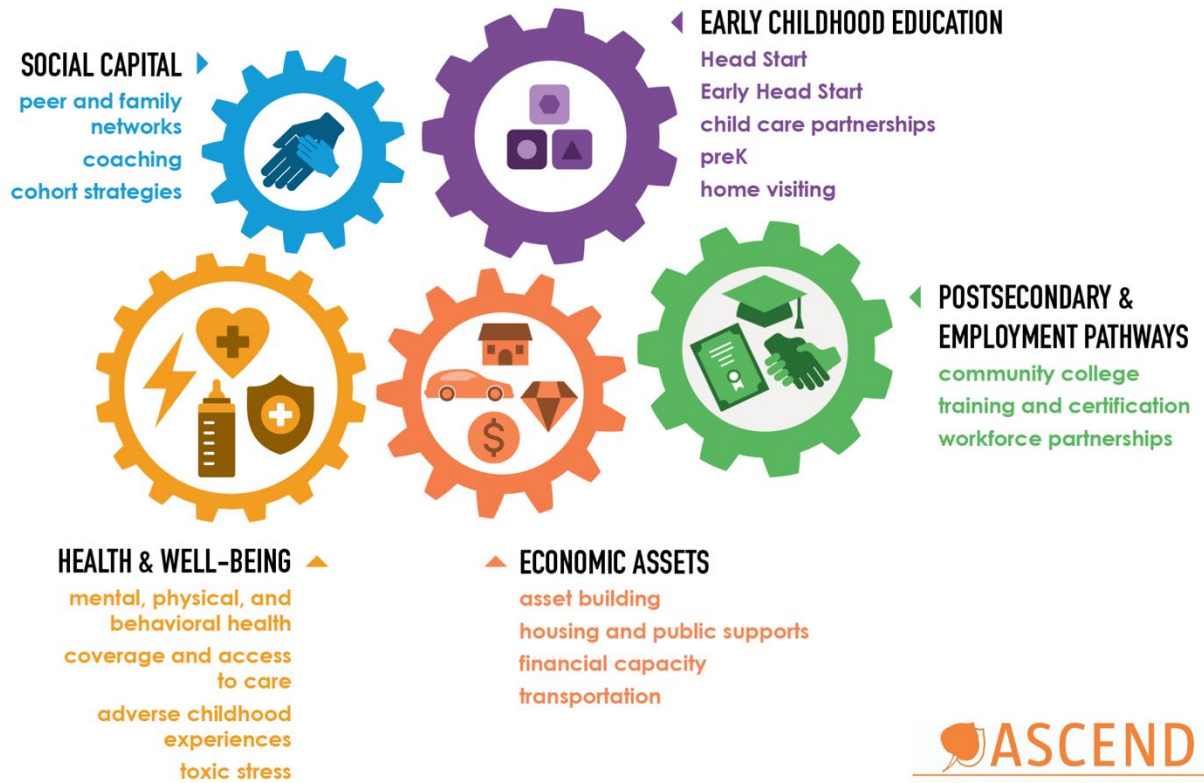 SOCIAL CAPITAL
peer and family
networks
coaching
cohort strategies
EARLY CHILDHOOD EDUCATION
Head Start
Early Head Start
child care partnerships
preK
home visiting
POSTSECONDARY &
EMPLOYMENT PATHWAYS
community college
training and certification
workforce partnerships
$
HEALTH & WELL-BEING
mental, physical, and
behavioral health
coverage and access
to care
adverse childhood
experiences
toxic stress
ECONOMIC ASSETS
asset building
housing and public supports
financial capacity
transportation
ASCEND